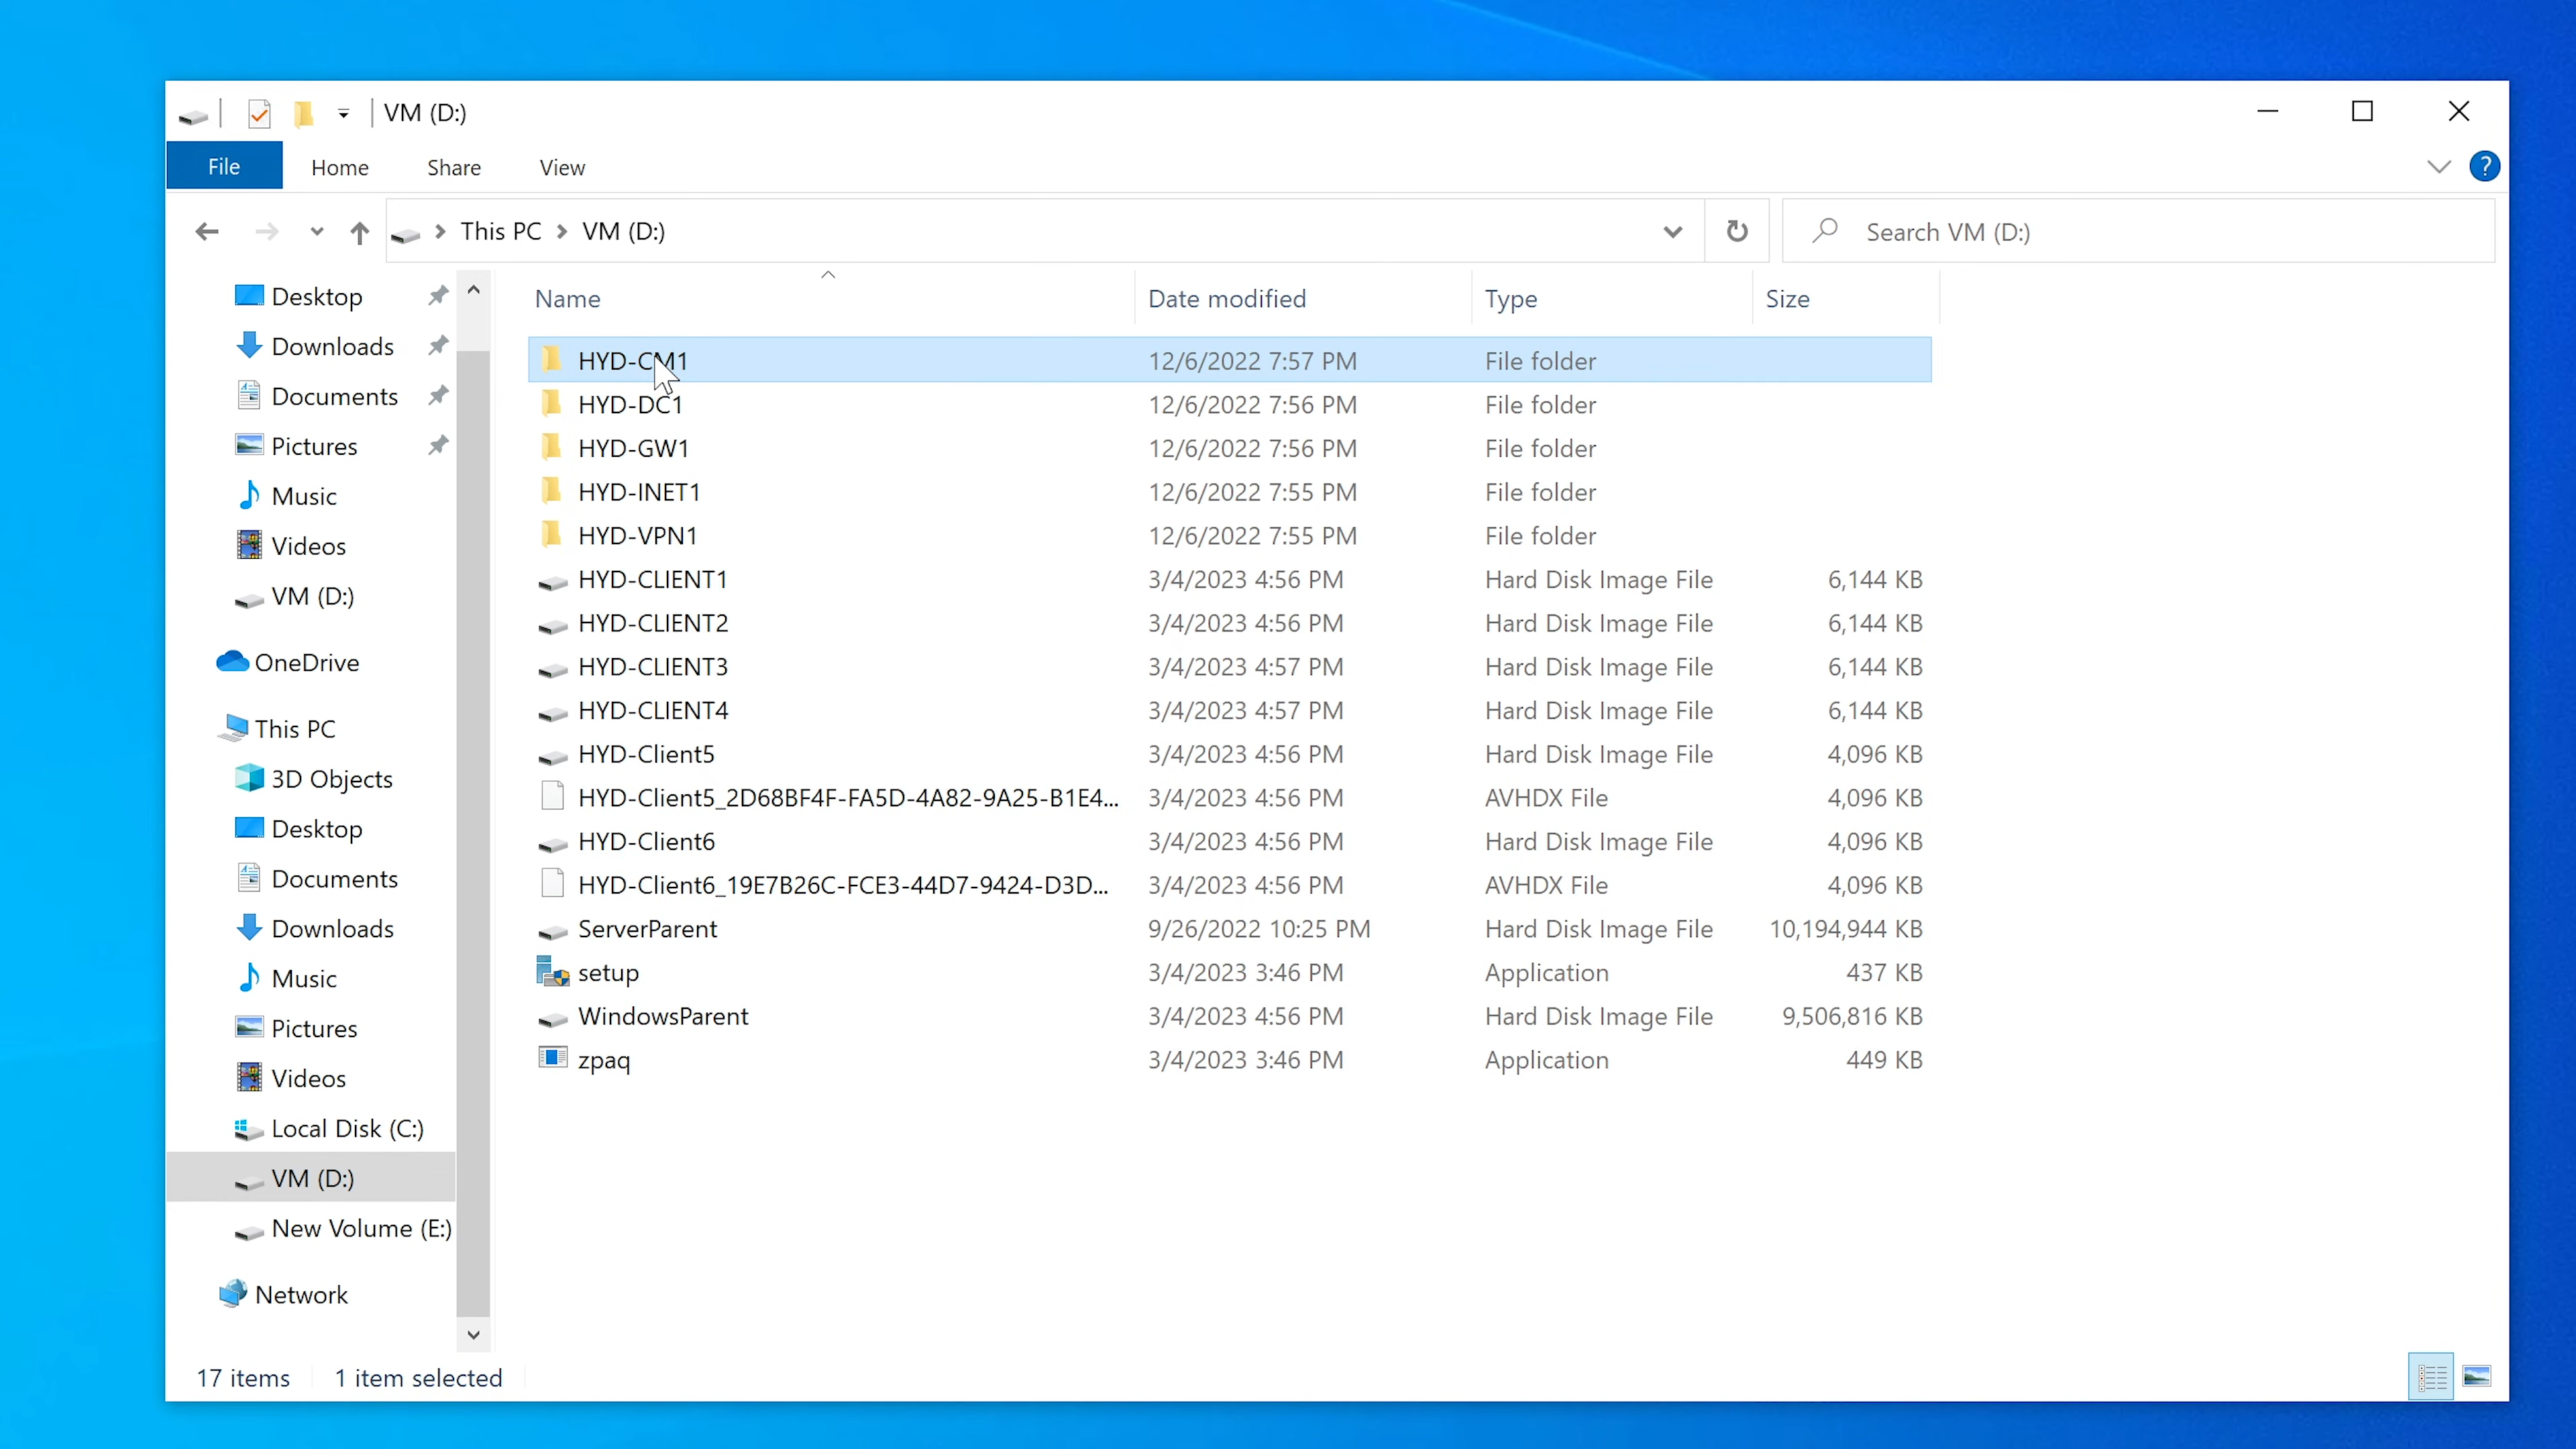 VM (D:)
File Home Share View
This PC VM (D:) Search VM (D:)
Name Date modified Type Size
Desktop
Downloads
Documents
Pictures
Music
Videos
VM (D:)
OneDrive
This PC
3D Objects
Desktop
Documents
Downloads
Music
Pictures
Videos
Local Disk (C:)
VM (D:)
New Volume (E:)
Network
HYD-CM1 12/6/2022 7:57 PM File folder
HYD-DC1 12/6/2022 7:56 PM File folder
HYD-GW1 12/6/2022 7:56 PM File folder
HYD-INET1 12/6/2022 7:55 PM File folder
HYD-VPN1 12/6/2022 7:55 PM File folder
HYD-CLIENT1 3/4/2023 4:56 PM Hard Disk Image File 6,144 KB
HYD-CLIENT2 3/4/2023 4:56 PM Hard Disk Image File 6,144 KB
HYD-CLIENT3 3/4/2023 4:57 PM Hard Disk Image File 6,144 KB
HYD-CLIENT4 3/4/2023 4:57 PM Hard Disk Image File 6,144 KB
HYD-Client5 3/4/2023 4:56 PM Hard Disk Image File 4,096 KB
HYD-Client5_2D68BF4F-FA5D-4A82-9A25-B1E4... 3/4/2023 4:56 PM AVHDX File 4,096 KB
HYD-Client6 3/4/2023 4:56 PM Hard Disk Image File 4,096 KB
HYD-Client6_19E7B26C-FCE3-44D7-9424-D3D... 3/4/2023 4:56 PM AVHDX File 4,096 KB
ServerParent 9/26/2022 10:25 PM Hard Disk Image File 10,194,944 KB
setup 3/4/2023 3:46 PM Application 437 KB
WindowsParent 3/4/2023 4:56 PM Hard Disk Image File 9,506,816 KB
zpaq 3/4/2023 3:46 PM Application 449 KB
17 items 1 item selected